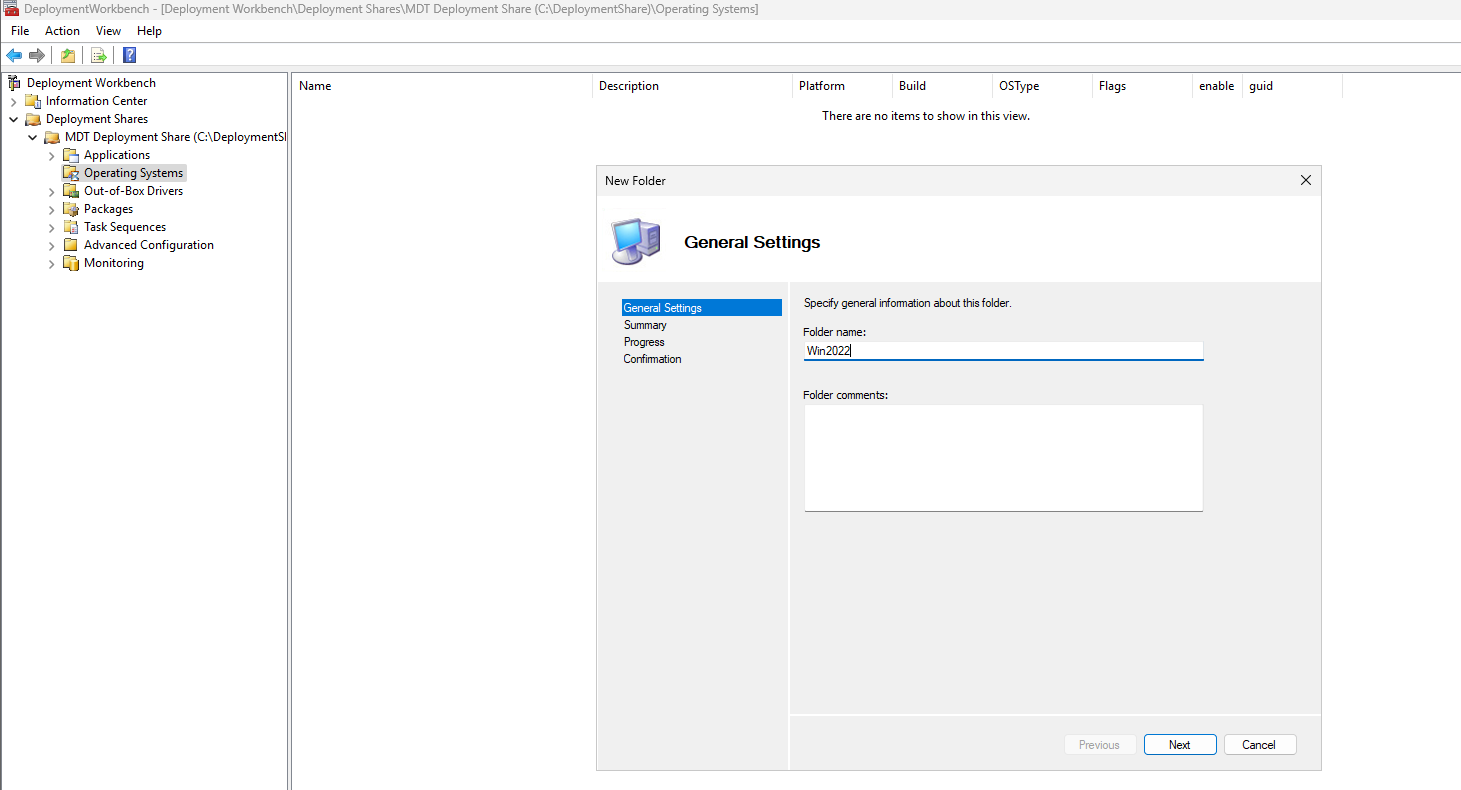 DeploymentWorkbench - [Deployment Workbench\Deployment Shares\MDT Deployment Share (C:\DeploymentShare)\Operating Systems]
File Action View Help
Deployment Workbench
Information Center
Deployment Shares
MDT Deployment Share (C:\DeploymentSl
Applications
Operating Systems
Out-of-Box Drivers
Packages
Task Sequences
Advanced Configuration
Monitoring
Name Description Platform Build OSType Flags enable guid
There are no items to show in this view.
New Folder
General Settings
General Settings
Summary
Progress
Confirmation
Specify general information about this folder.
Folder name:
Win2022
Folder comments:
Previous Next Cancel